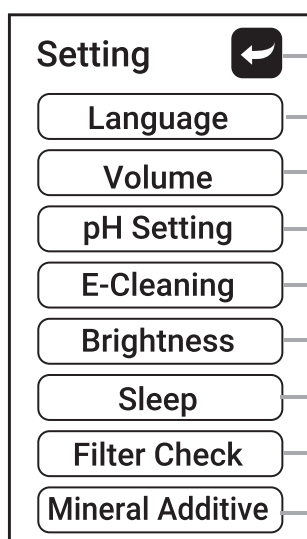 Setting
Language
Volume
pH Setting
E-Cleaning
Brightness
Sleep
Filter Check
Mineral Additive